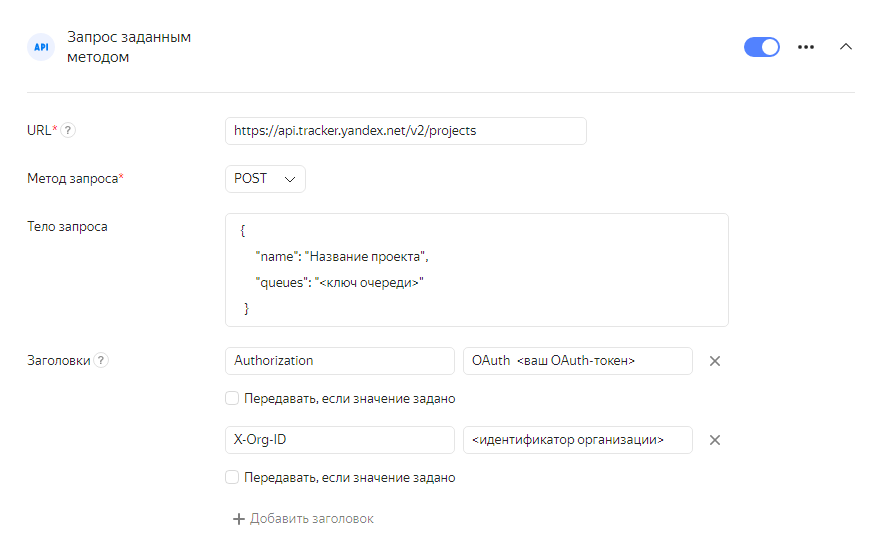 API
Запрос заданным
методом
URL* ?
https://api.tracker.yandex.net/v2/projects
Метод запроса*
POST
Тело запроса
{
"name": "Название проекта",
"queues": "<ключ очереди>"
}
Заголовки ?
Authorization
OAuth <ваш OAuth-токен>
Передавать, если значение задано
X-Org-ID
<идентификатор организации>
Передавать, если значение задано
+ Добавить заголовок